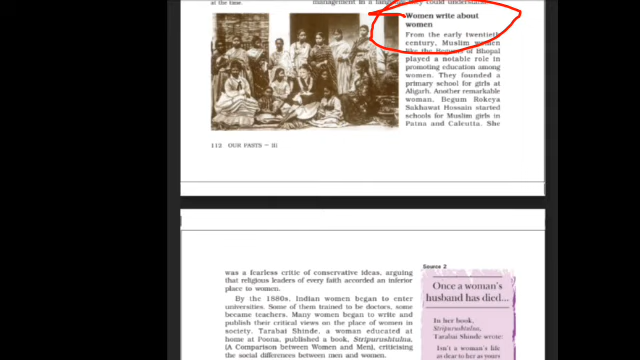 at the time.
management in a language they could understand.
Women write about
women
From the early twentieth
century, Muslim women
like the Begums of Bhopal
played a notable role in
promoting education among
women. They founded a
primary school for girls at
Aligarh. Another remarkable
woman, Begum Rokeya
Sakhawat Hossain started
schools for Muslim girls in
Patna and Calcutta. She
112 OUR PASTS – III
was a fearless critic of conservative ideas, arguing
that religious leaders of every faith accorded an inferior
place to women.
By the 1880s, Indian women began to enter
universities. Some of them trained to be doctors, some
became teachers. Many women began to write and
publish their critical views on the place of women in
society. Tarabai Shinde, a woman educated at
home at Poona, published a book, Stripurushtulna,
(A Comparison between Women and Men), criticising
the social differences between men and women.
Source 2
Once a woman's
husband has died...
In her book,
Stripurushtulna,
Tarabai Shinde wrote:
Isn't a woman's life
as dear to her as yours